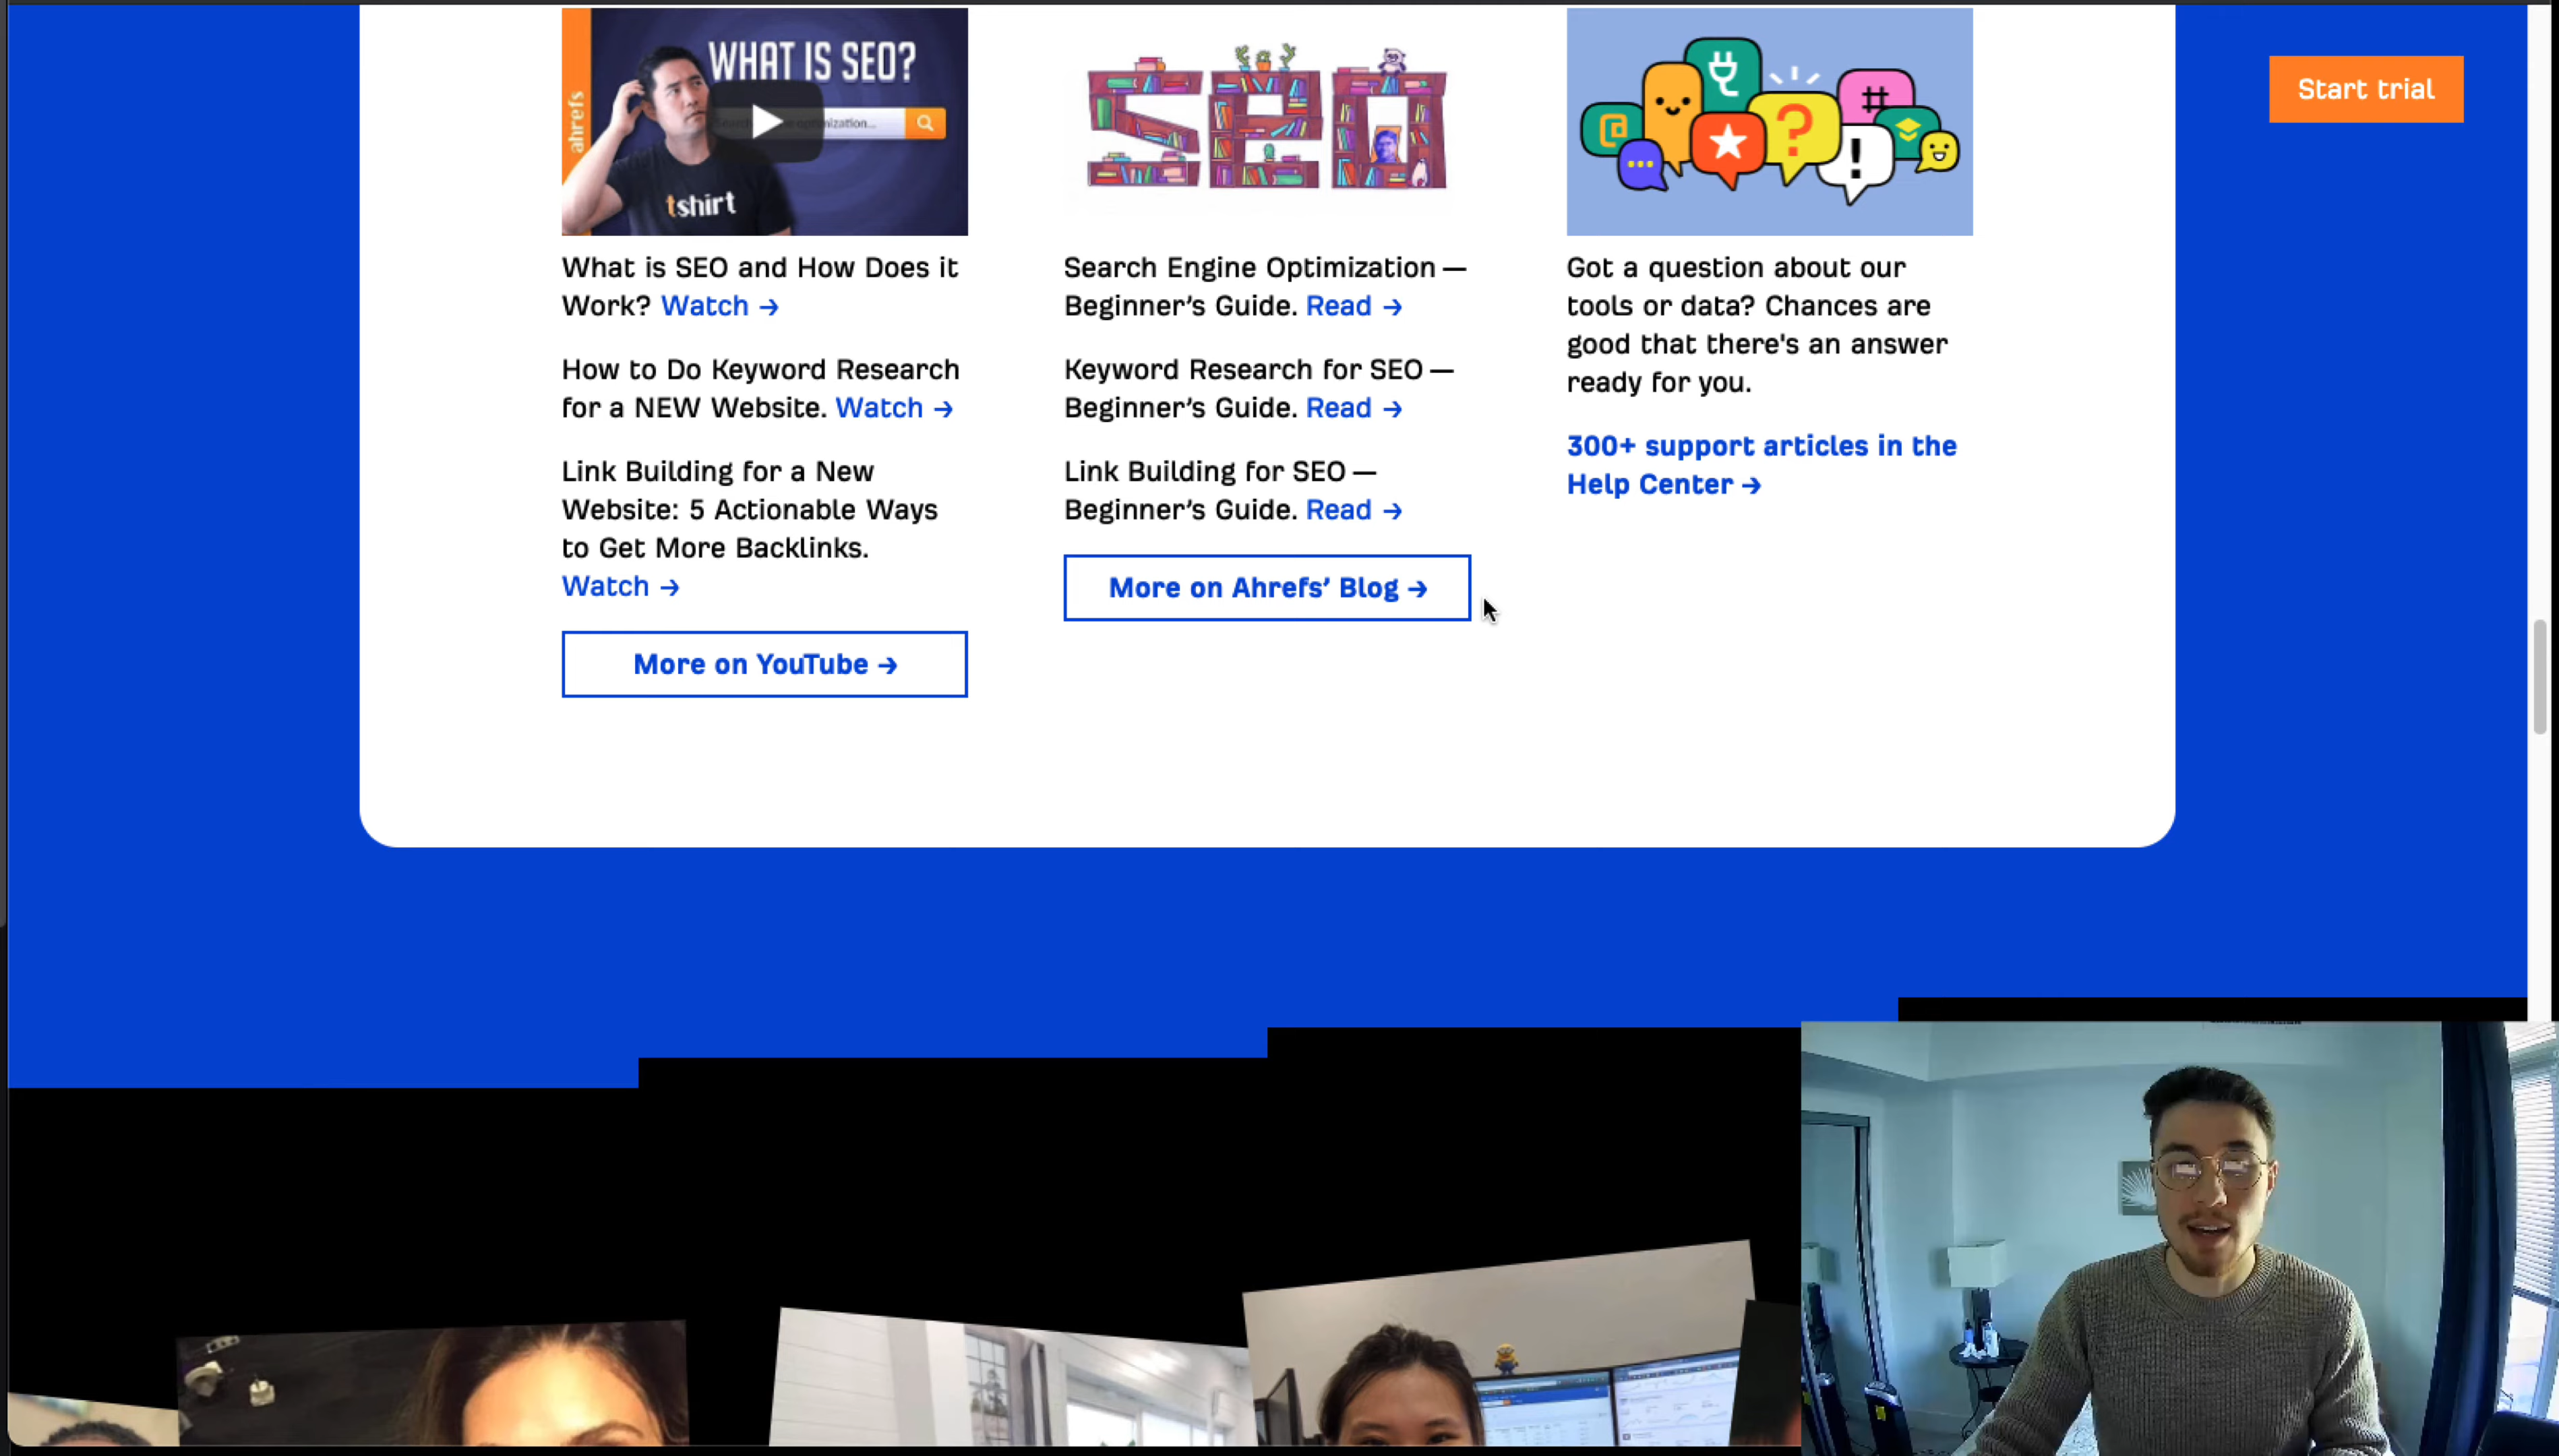 Start trial
WHAT IS SEO?
ahrefs
tshirt
What is SEO and How Does it
Work? Watch →
How to Do Keyword Research
for a NEW Website. Watch →
Link Building for a New
Website: 5 Actionable Ways
to Get More Backlinks.
Watch →
More on YouTube →
SEO
Search Engine Optimization —
Beginner’s Guide. Read →
Keyword Research for SEO —
Beginner’s Guide. Read →
Link Building for SEO —
Beginner’s Guide. Read →
More on Ahrefs’ Blog →
Got a question about our
tools or data? Chances are
good that there's an answer
ready for you.
300+ support articles in the
Help Center →